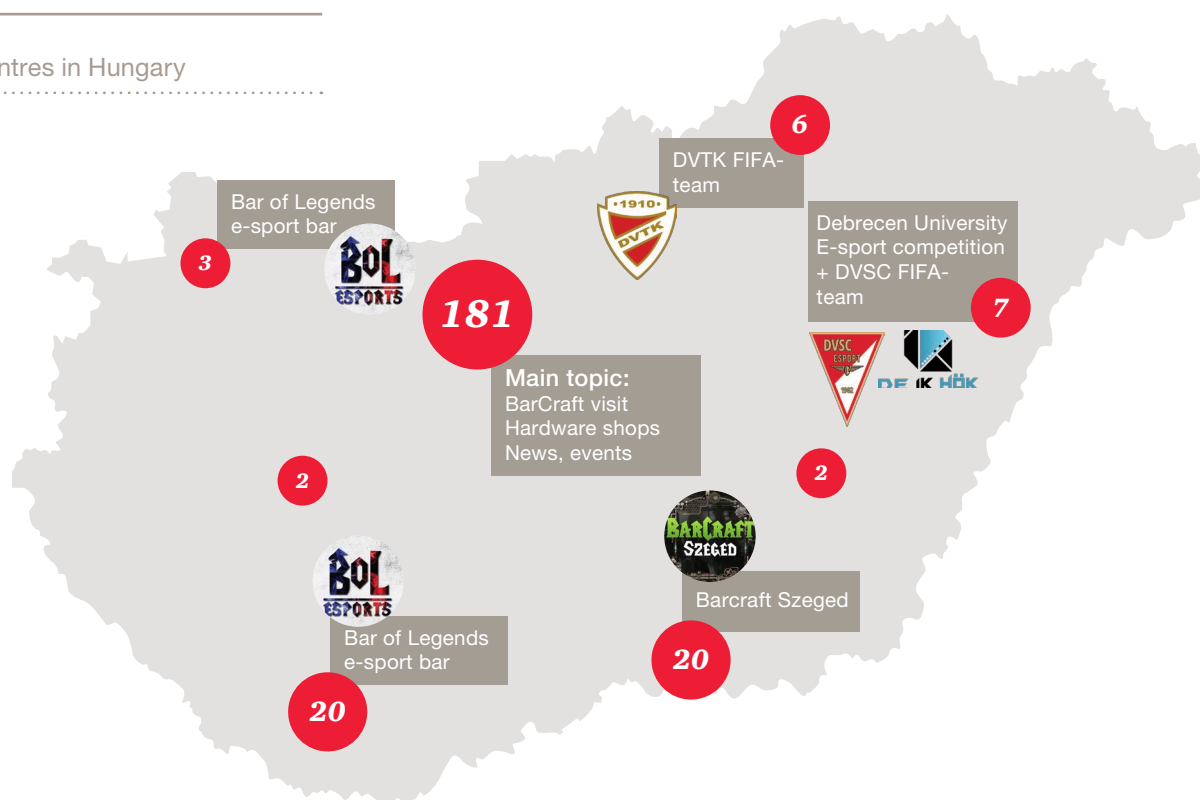 ntres in Hungary
6
DVTK FIFA-
team
·1910·
DVTK
Bar of Legends
e-sport bar
3
BOL
ESPORTS
181
Debrecen University
E-sport competition
+ DVSC FIFA-
team
7
DVSC
ESPORT
1902
DE IK HÖK
Main topic:
BarCraft visit
Hardware shops
News, events
2
2
BARCRAFT
SZEGED
Barcraft Szeged
20
BOL
ESPORTS
Bar of Legends
e-sport bar
20